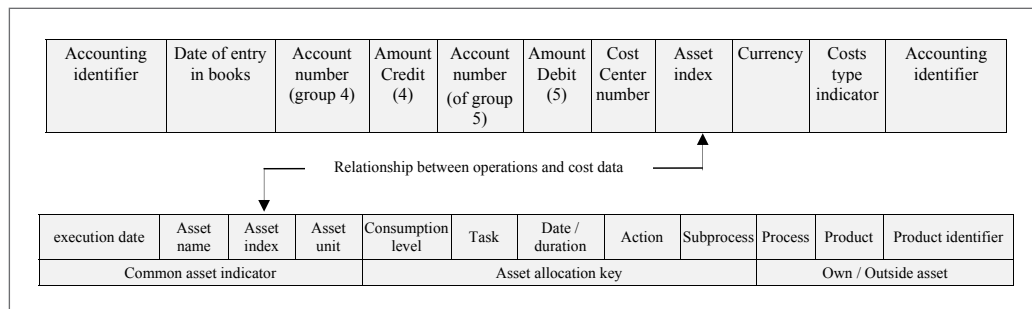 Accounting identifier
Date of entry in books
Account number (group 4)
Amount Credit (4)
Account number (of group 5)
Amount Debit (5)
Cost Center number
Asset index
Currency
Costs type indicator
Accounting identifier
Relationship between operations and cost data
execution date
Asset name
Asset index
Asset unit
Consumption level
Task
Date / duration
Action
Subprocess
Process
Product
Product identifier
Common asset indicator
Asset allocation key
Own / Outside asset